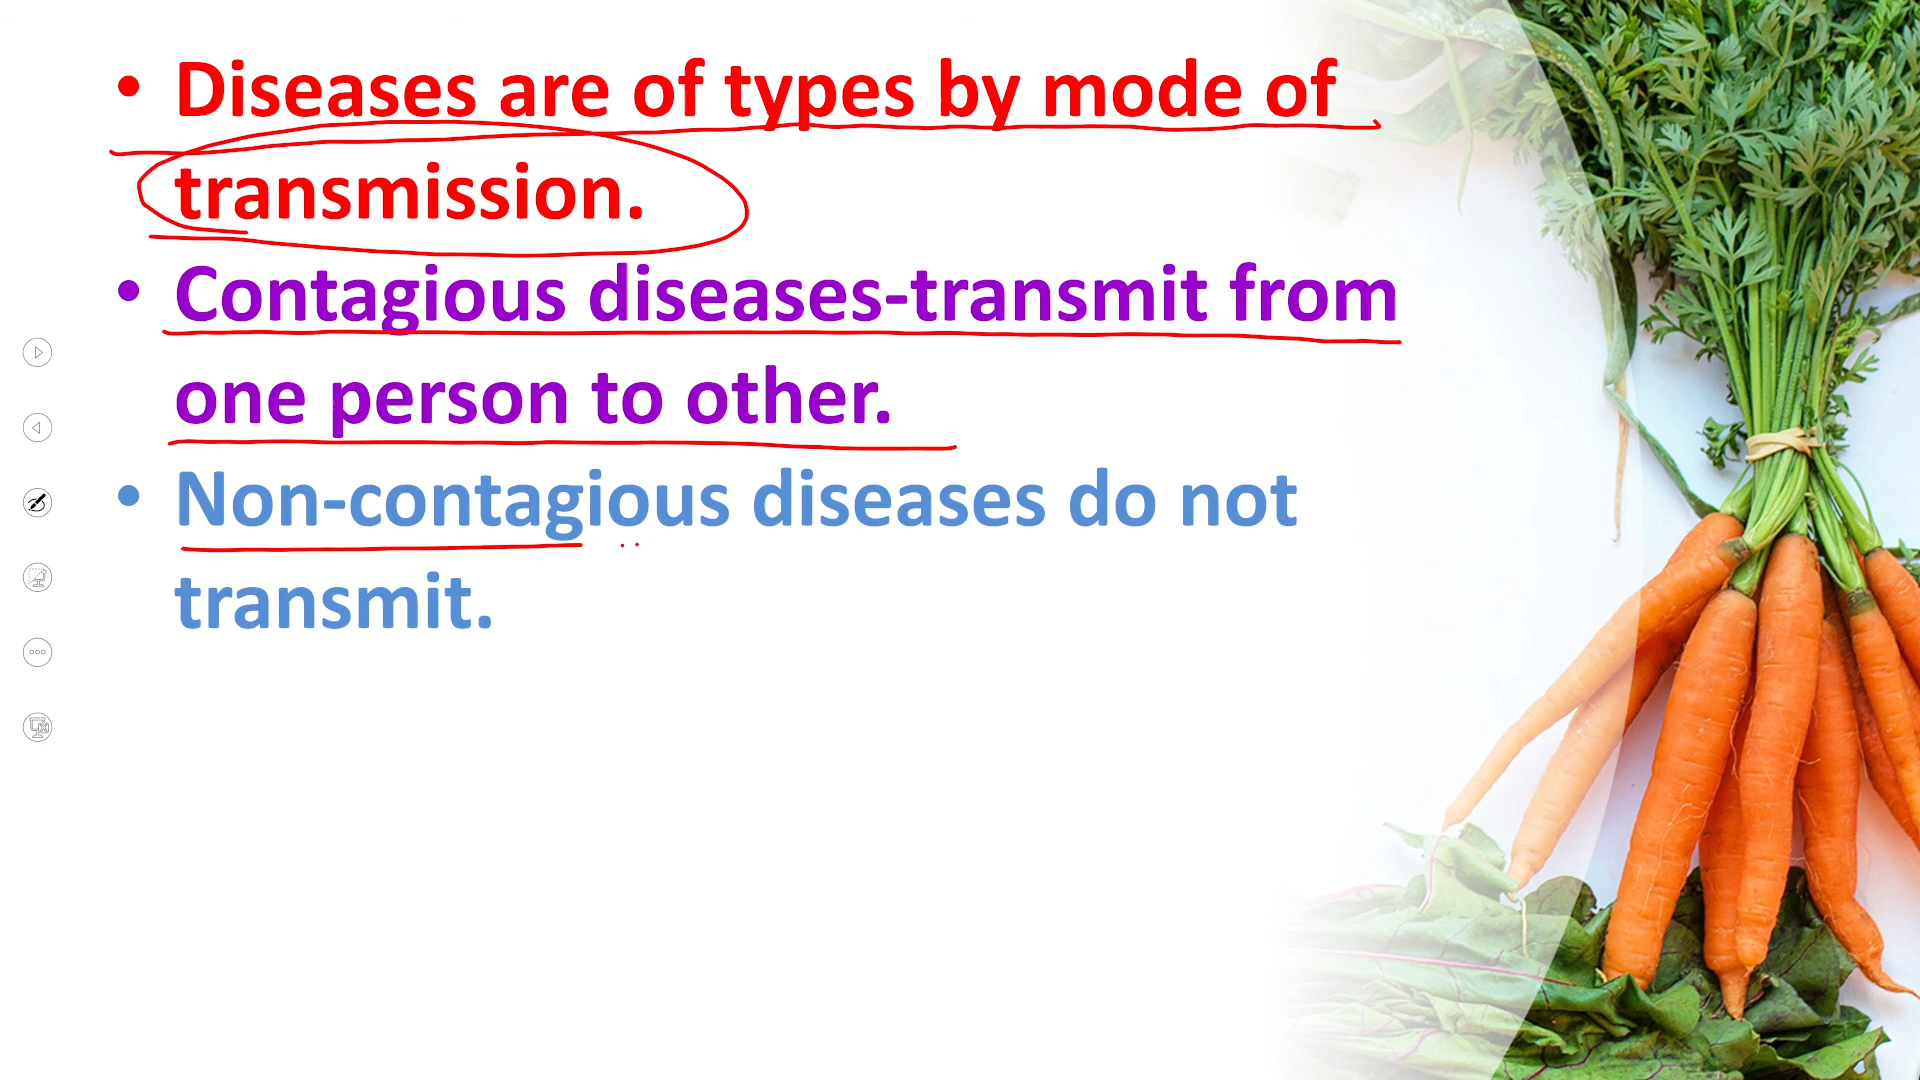 • Diseases are of types by mode of
transmission.
• Contagious diseases-transmit from
one person to other.
• Non-contagious diseases do not
transmit.